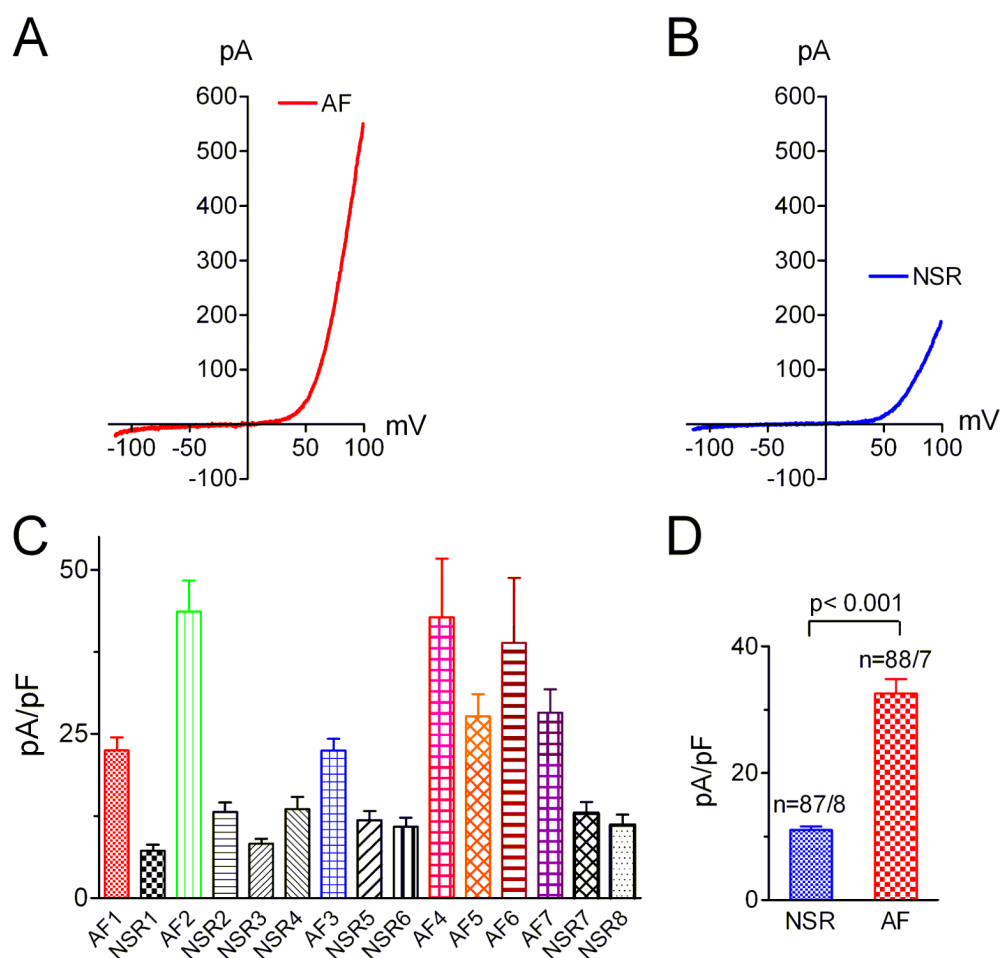 A
pA
600
AF
500
400
300
200
100
mV
-100
-50
50
100
-100
B
pA
600
500
400
300
NSR
200
100
mV
-100
-50
50
100
-100
C
50
25
0
pA/pF
AF1
NSR1
AF2
NSR2
NSR3
NSR4
AF3
NSR5
NSR6
AF4
AF5
AF6
AF7
NSR7
NSR8
D
p< 0.001
40
n=88/7
20
n=87/8
0
pA/pF
NSR
AF